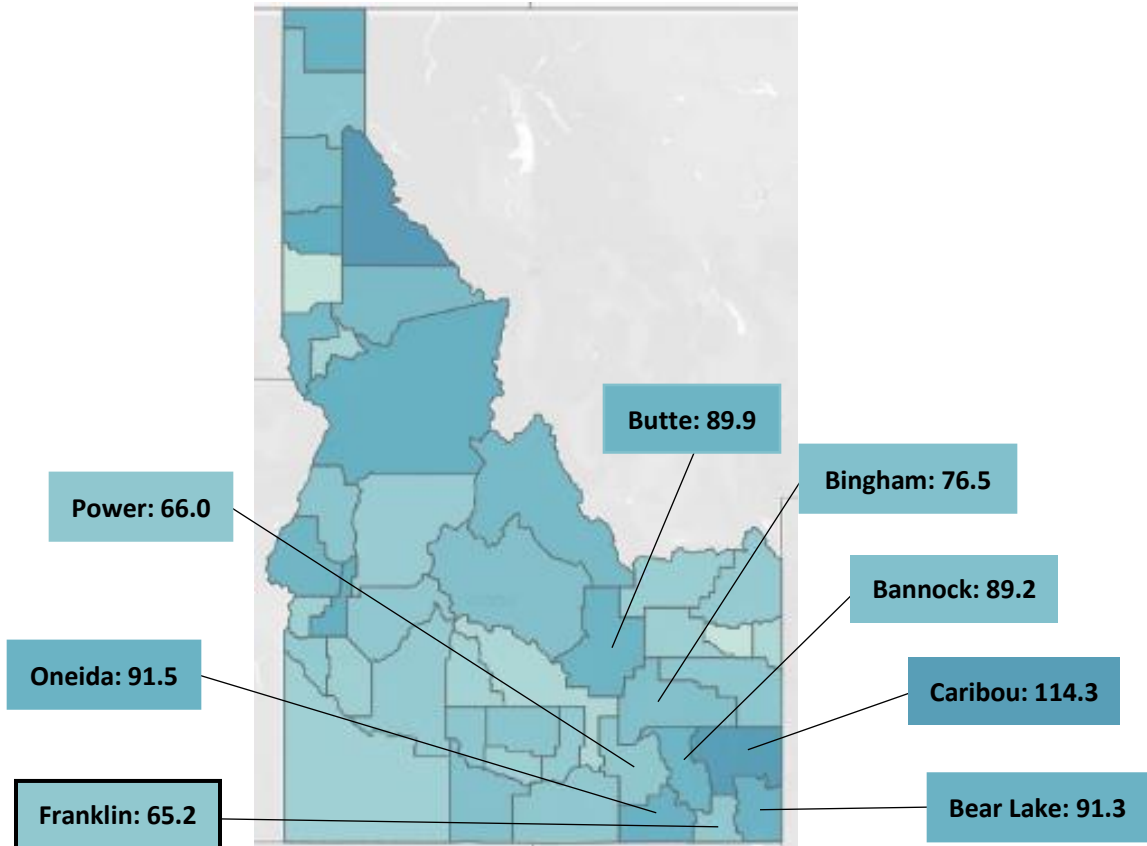 Butte: 89.9
Bingham: 76.5
Power: 66.0
Bannock: 89.2
Oneida: 91.5
Caribou: 114.3
Franklin: 65.2
Bear Lake: 91.3